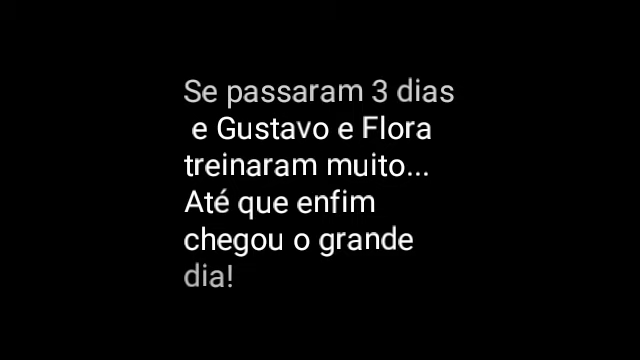 Se passaram 3 dias
e Gustavo e Flora
treinaram muito...
Até que enfim
chegou o grande
dia!